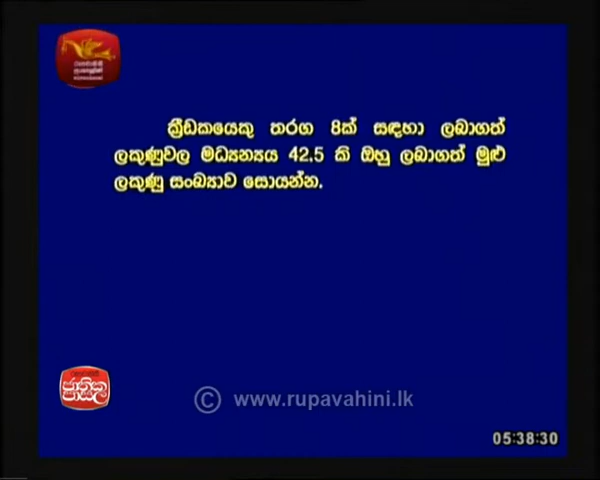 ක්‍රීඩකයෙකු තරග 8ක් සඳහා ලබාගත්
ලකුණුවල මධ්‍යන්‍යය 42.5 කි ඔහු ලබාගත් මුළු
ලකුණු සංඛ්‍යාව සොයන්න.
ජාතික
පාසල
© www.rupavahini.lk
05:38:30